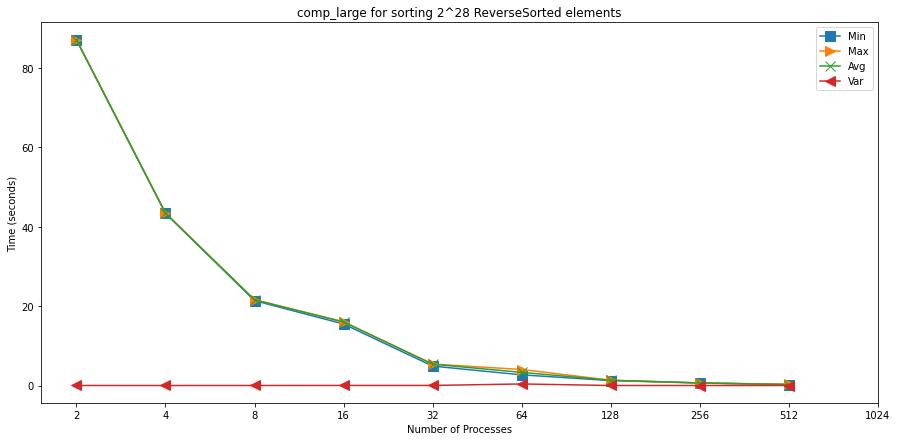 comp_large for sorting 2^28 ReverseSorted elements
Min
Max
Avg
Var
80
60
40
20
0
Time (seconds)
2 4 8 16 32 64 128 256 512 1024
Number of Processes